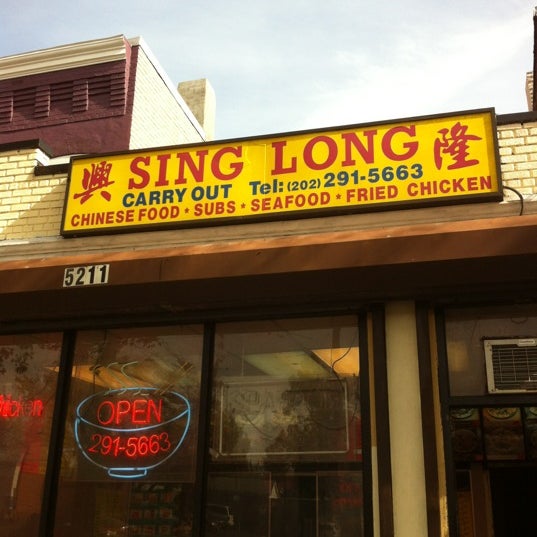 興 SING LONG 隆
CARRY OUT Tel: (202) 291-5663
CHINESE FOOD * SUBS * SEAFOOD * FRIED CHICKEN
5211
OPEN
291-5663